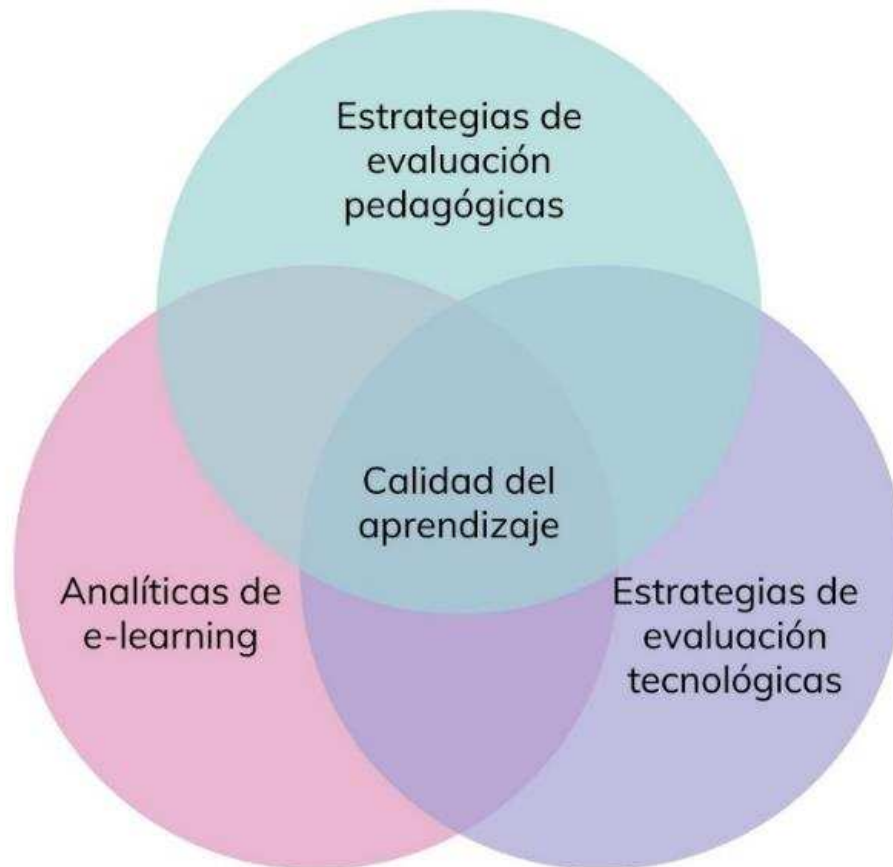 Estrategias de
evaluación
pedagógicas
Calidad del
aprendizaje
Analíticas de
e-learning
Estrategias de
evaluación
tecnológicas